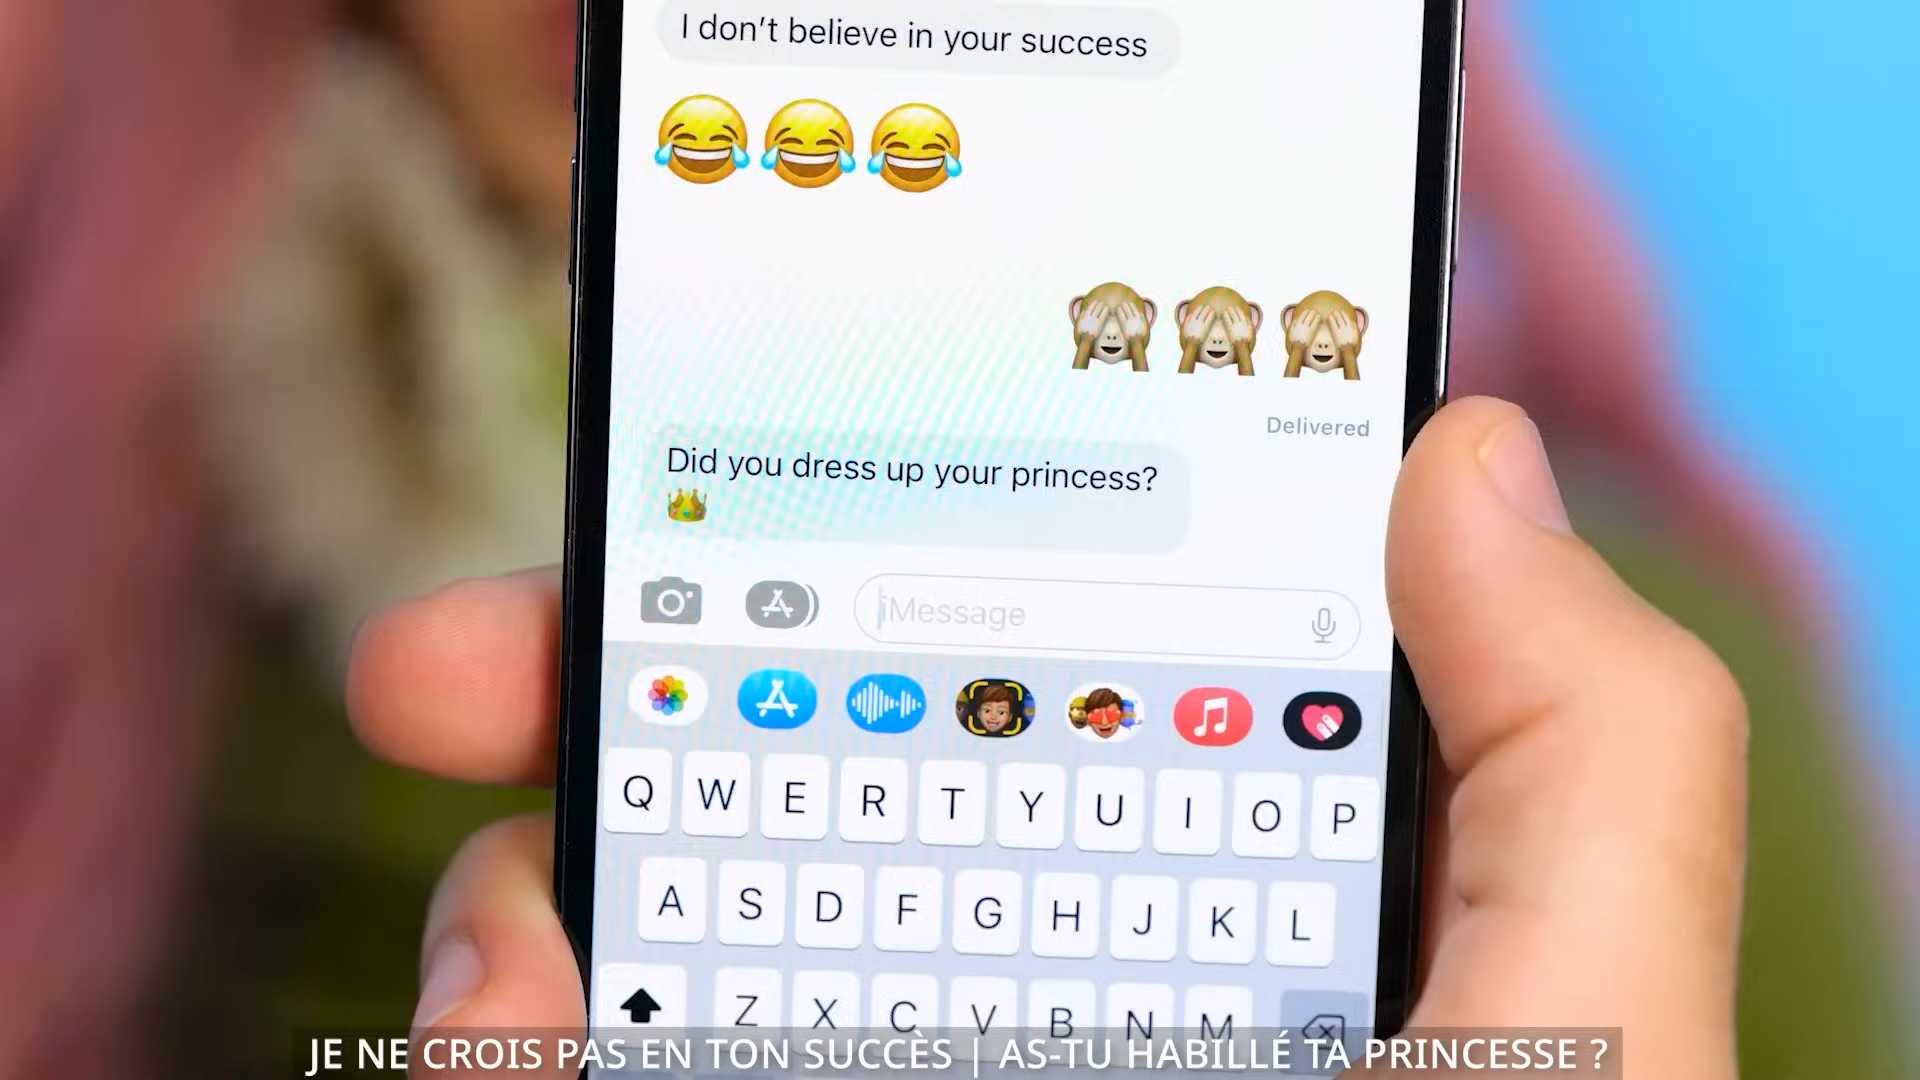 I don't believe in your success
😂😂😂
🙈🙈🙈
Delivered
Did you dress up your princess?
👑
iMessage
Q W E R T Y U I O P
A S D F G H J K L
Z X C V B N M
JE NE CROIS PAS EN TON SUCCÈS | AS-TU HABILLÉ TA PRINCESSE ?